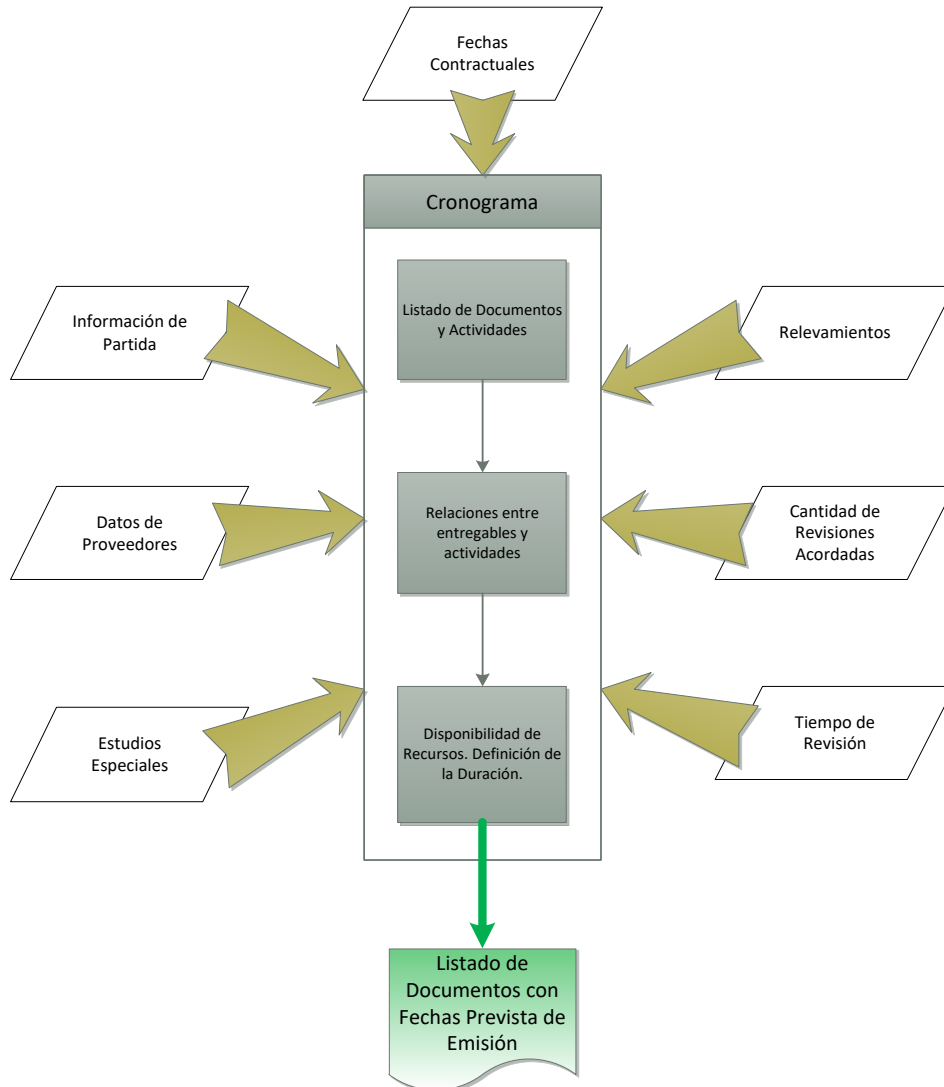 Fechas
Contractuales
Cronograma
Listado de Documentos
y Actividades
Información de
Partida
Relevamientos
Relaciones entre
entregables y
actividades
Datos de
Proveedores
Cantidad de
Revisiones
Acordadas
Disponibilidad de
Recursos. Definición de
la Duración.
Estudios
Especiales
Tiempo de
Revisión
Listado de
Documentos con
Fechas Prevista de
Emisión